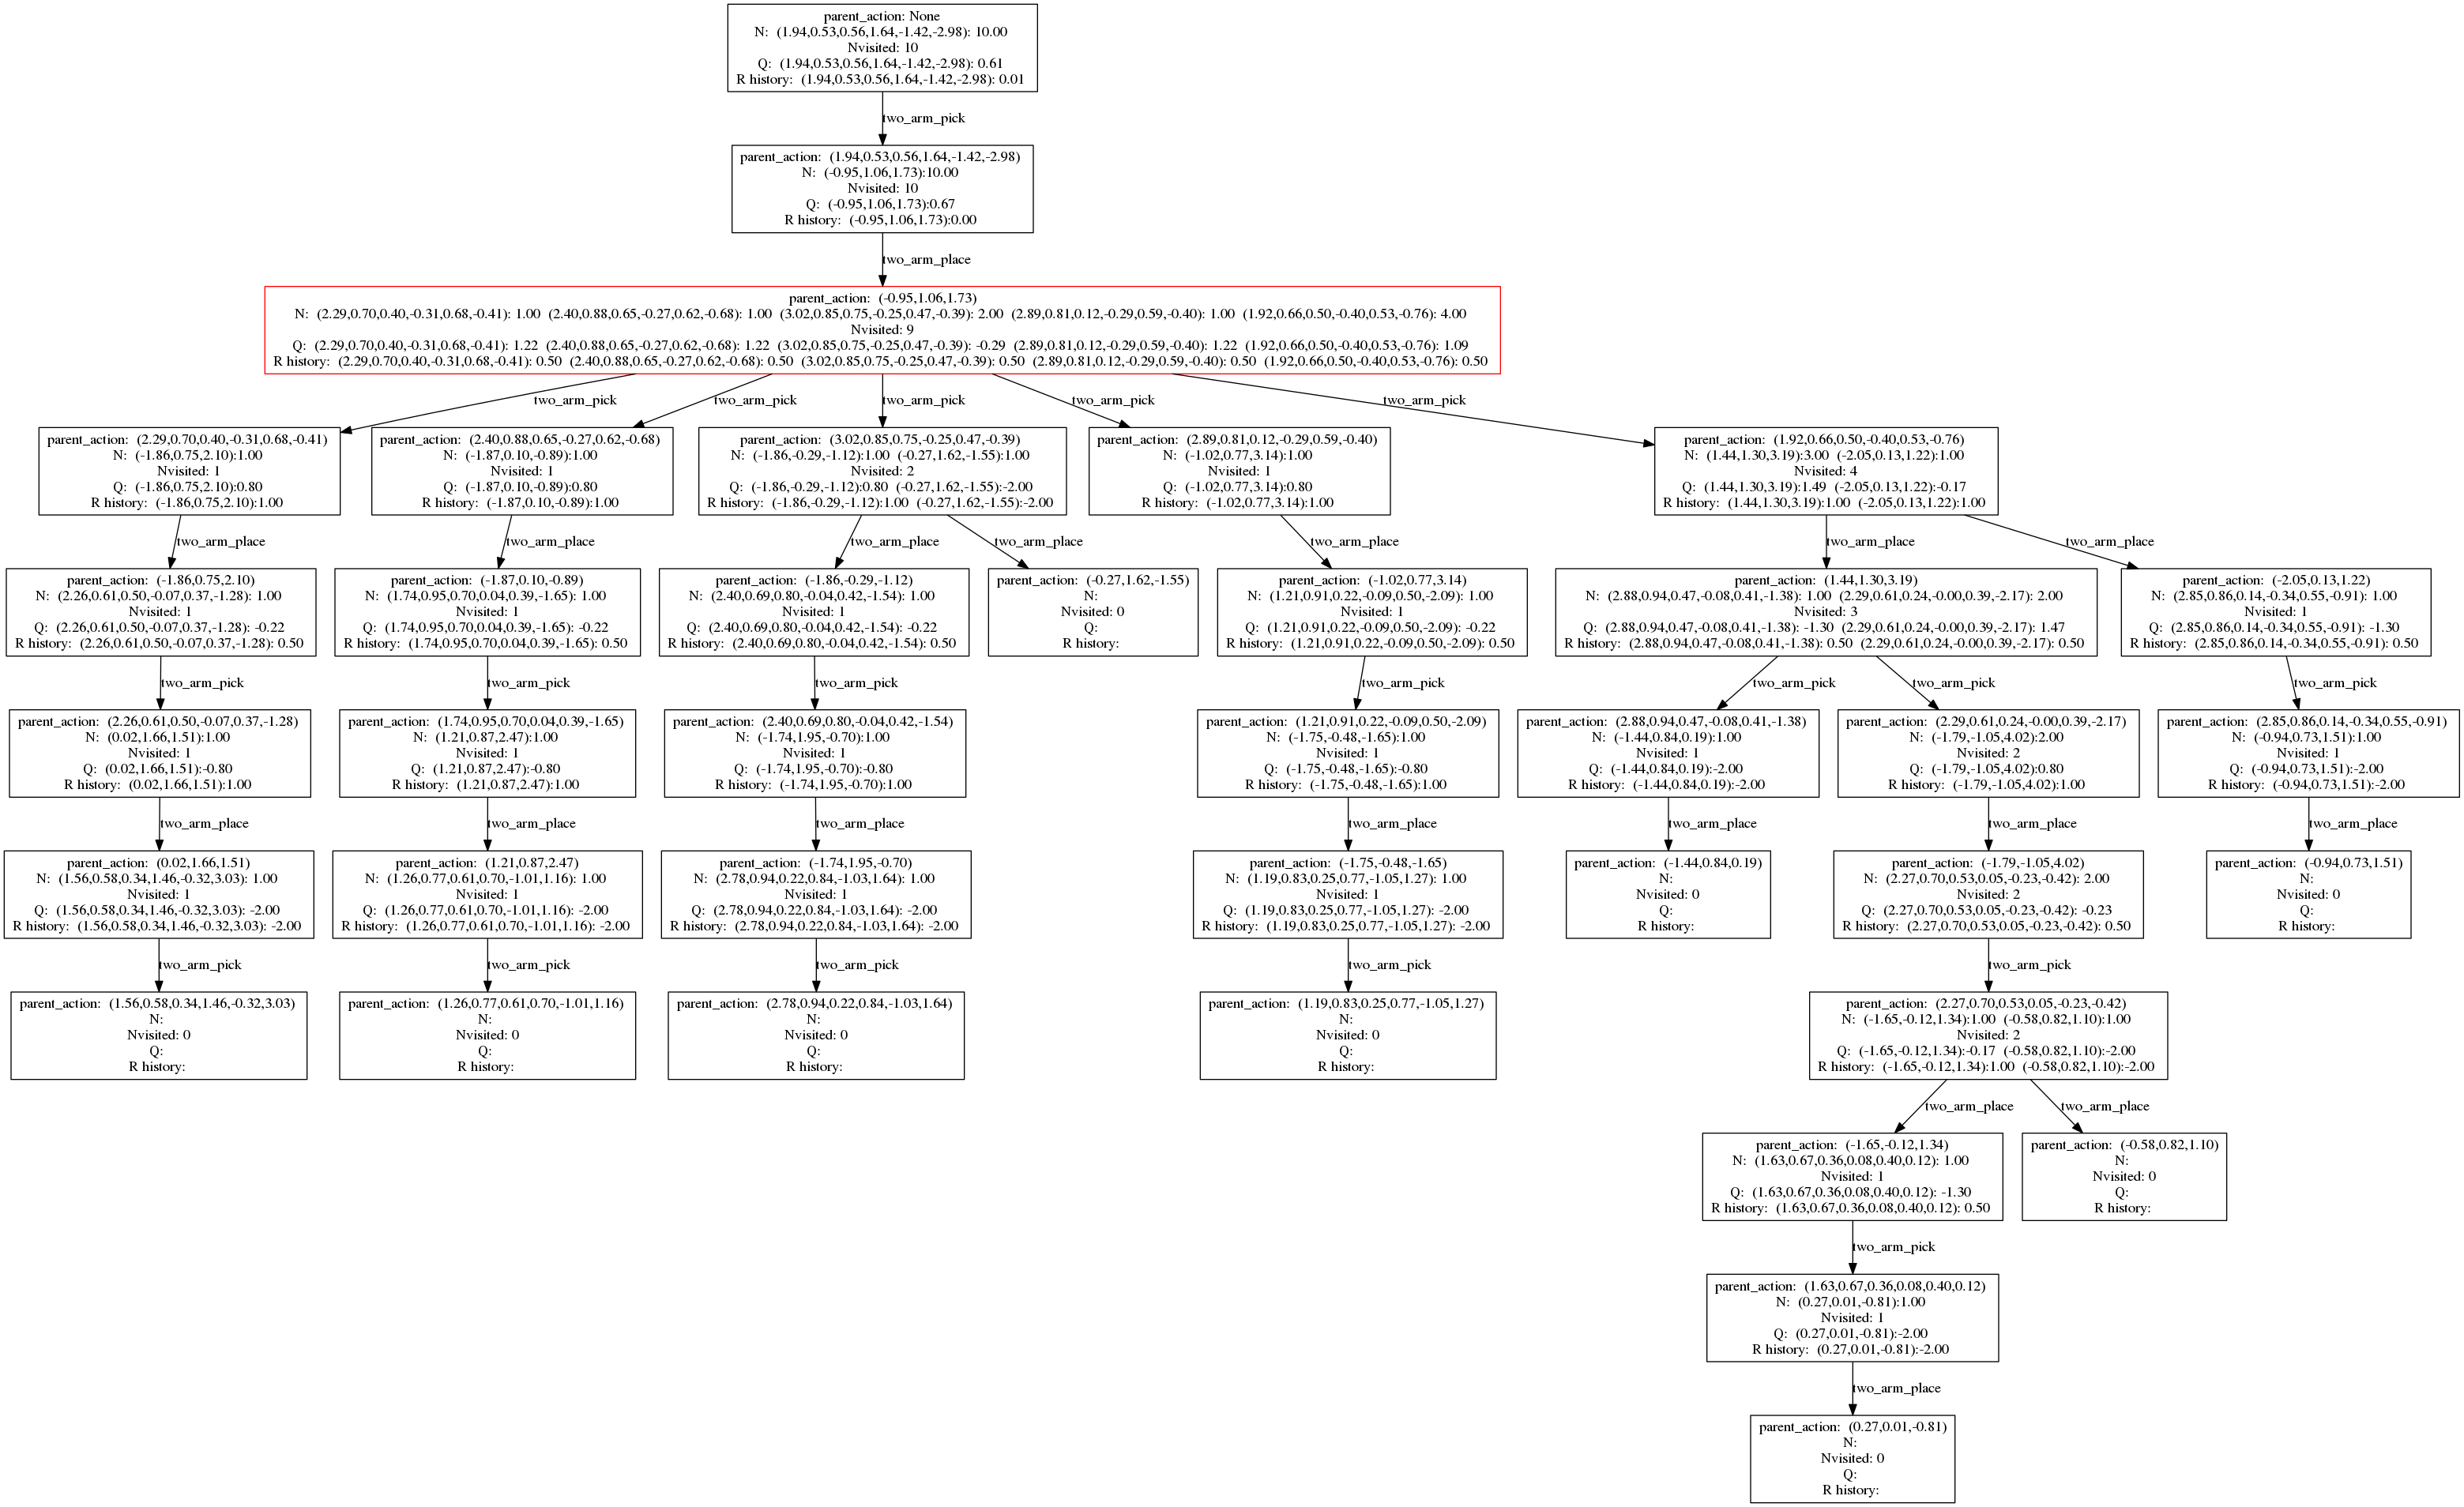 parent_action: None
N: (1.94,0.53,0.56,1.64,-1.42,-2.98): 10.00
Nvisited: 10
Q: (1.94,0.53,0.56,1.64,-1.42,-2.98): 0.61
R history: (1.94,0.53,0.56,1.64,-1.42,-2.98): 0.01
two_arm_pick
parent_action: (1.94,0.53,0.56,1.64,-1.42,-2.98)
N: (-0.95,1.06,1.73):10.00
Nvisited: 10
Q: (-0.95,1.06,1.73):0.67
R history: (-0.95,1.06,1.73):0.00
two_arm_place
parent_action: (-0.95,1.06,1.73)
N: (2.29,0.70,0.40,-0.31,0.68,-0.41): 1.00 (2.40,0.88,0.65,-0.27,0.62,-0.68): 1.00 (3.02,0.85,0.75,-0.25,0.47,-0.39): 2.00 (2.89,0.81,0.12,-0.29,0.59,-0.40): 1.00 (1.92,0.66,0.50,-0.40,0.53,-0.76): 4.00
Nvisited: 9
Q: (2.29,0.70,0.40,-0.31,0.68,-0.41): 1.22 (2.40,0.88,0.65,-0.27,0.62,-0.68): 1.22 (3.02,0.85,0.75,-0.25,0.47,-0.39): -0.29 (2.89,0.81,0.12,-0.29,0.59,-0.40): 1.22 (1.92,0.66,0.50,-0.40,0.53,-0.76): 1.09
R history: (2.29,0.70,0.40,-0.31,0.68,-0.41): 0.50 (2.40,0.88,0.65,-0.27,0.62,-0.68): 0.50 (3.02,0.85,0.75,-0.25,0.47,-0.39): 0.50 (2.89,0.81,0.12,-0.29,0.59,-0.40): 0.50 (1.92,0.66,0.50,-0.40,0.53,-0.76): 0.50
two_arm_pick
two_arm_pick
two_arm_pick
two_arm_pick
two_arm_pick
parent_action: (2.29,0.70,0.40,-0.31,0.68,-0.41)
N: (-1.86,0.75,2.10):1.00
Nvisited: 1
Q: (-1.86,0.75,2.10):0.80
R history: (-1.86,0.75,2.10):1.00
parent_action: (2.40,0.88,0.65,-0.27,0.62,-0.68)
N: (-1.87,0.10,-0.89):1.00
Nvisited: 1
Q: (-1.87,0.10,-0.89):0.80
R history: (-1.87,0.10,-0.89):1.00
parent_action: (3.02,0.85,0.75,-0.25,0.47,-0.39)
N: (-1.86,-0.29,-1.12):1.00 (-0.27,1.62,-1.55):1.00
Nvisited: 2
Q: (-1.86,-0.29,-1.12):0.80 (-0.27,1.62,-1.55):-2.00
R history: (-1.86,-0.29,-1.12):1.00 (-0.27,1.62,-1.55):-2.00
parent_action: (2.89,0.81,0.12,-0.29,0.59,-0.40)
N: (-1.02,0.77,3.14):1.00
Nvisited: 1
Q: (-1.02,0.77,3.14):0.80
R history: (-1.02,0.77,3.14):1.00
parent_action: (1.92,0.66,0.50,-0.40,0.53,-0.76)
N: (1.44,1.30,3.19):3.00 (-2.05,0.13,1.22):1.00
Nvisited: 4
Q: (1.44,1.30,3.19):1.49 (-2.05,0.13,1.22):-0.17
R history: (1.44,1.30,3.19):1.00 (-2.05,0.13,1.22):1.00
two_arm_place
two_arm_place
two_arm_place
two_arm_place
two_arm_place
two_arm_place
two_arm_place
parent_action: (-1.86,0.75,2.10)
N: (2.26,0.61,0.50,-0.07,0.37,-1.28): 1.00
Nvisited: 1
Q: (2.26,0.61,0.50,-0.07,0.37,-1.28): -0.22
R history: (2.26,0.61,0.50,-0.07,0.37,-1.28): 0.50
parent_action: (-1.87,0.10,-0.89)
N: (1.74,0.95,0.70,0.04,0.39,-1.65): 1.00
Nvisited: 1
Q: (1.74,0.95,0.70,0.04,0.39,-1.65): -0.22
R history: (1.74,0.95,0.70,0.04,0.39,-1.65): 0.50
parent_action: (-1.86,-0.29,-1.12)
N: (2.40,0.69,0.80,-0.04,0.42,-1.54): 1.00
Nvisited: 1
Q: (2.40,0.69,0.80,-0.04,0.42,-1.54): -0.22
R history: (2.40,0.69,0.80,-0.04,0.42,-1.54): 0.50
parent_action: (-0.27,1.62,-1.55)
N:
Nvisited: 0
Q:
R history:
parent_action: (-1.02,0.77,3.14)
N: (1.21,0.91,0.22,-0.09,0.50,-2.09): 1.00
Nvisited: 1
Q: (1.21,0.91,0.22,-0.09,0.50,-2.09): -0.22
R history: (1.21,0.91,0.22,-0.09,0.50,-2.09): 0.50
parent_action: (1.44,1.30,3.19)
N: (2.88,0.94,0.47,-0.08,0.41,-1.38): 1.00 (2.29,0.61,0.24,-0.00,0.39,-2.17): 2.00
Nvisited: 3
Q: (2.88,0.94,0.47,-0.08,0.41,-1.38): -1.30 (2.29,0.61,0.24,-0.00,0.39,-2.17): 1.47
R history: (2.88,0.94,0.47,-0.08,0.41,-1.38): 0.50 (2.29,0.61,0.24,-0.00,0.39,-2.17): 0.50
parent_action: (-2.05,0.13,1.22)
N: (2.85,0.86,0.14,-0.34,0.55,-0.91): 1.00
Nvisited: 1
Q: (2.85,0.86,0.14,-0.34,0.55,-0.91): -1.30
R history: (2.85,0.86,0.14,-0.34,0.55,-0.91): 0.50
two_arm_pick
two_arm_pick
two_arm_pick
two_arm_pick
two_arm_pick
two_arm_pick
two_arm_pick
parent_action: (2.26,0.61,0.50,-0.07,0.37,-1.28)
N: (0.02,1.66,1.51):1.00
Nvisited: 1
Q: (0.02,1.66,1.51):-0.80
R history: (0.02,1.66,1.51):1.00
parent_action: (1.74,0.95,0.70,0.04,0.39,-1.65)
N: (1.21,0.87,2.47):1.00
Nvisited: 1
Q: (1.21,0.87,2.47):-0.80
R history: (1.21,0.87,2.47):1.00
parent_action: (2.40,0.69,0.80,-0.04,0.42,-1.54)
N: (-1.74,1.95,-0.70):1.00
Nvisited: 1
Q: (-1.74,1.95,-0.70):-0.80
R history: (-1.74,1.95,-0.70):1.00
parent_action: (1.21,0.91,0.22,-0.09,0.50,-2.09)
N: (-1.75,-0.48,-1.65):1.00
Nvisited: 1
Q: (-1.75,-0.48,-1.65):-0.80
R history: (-1.75,-0.48,-1.65):1.00
parent_action: (2.88,0.94,0.47,-0.08,0.41,-1.38)
N: (-1.44,0.84,0.19):1.00
Nvisited: 1
Q: (-1.44,0.84,0.19):-2.00
R history: (-1.44,0.84,0.19):-2.00
parent_action: (2.29,0.61,0.24,-0.00,0.39,-2.17)
N: (-1.79,-1.05,4.02):2.00
Nvisited: 2
Q: (-1.79,-1.05,4.02):0.80
R history: (-1.79,-1.05,4.02):1.00
parent_action: (2.85,0.86,0.14,-0.34,0.55,-0.91)
N: (-0.94,0.73,1.51):1.00
Nvisited: 1
Q: (-0.94,0.73,1.51):-2.00
R history: (-0.94,0.73,1.51):-2.00
two_arm_place
two_arm_place
two_arm_place
two_arm_place
two_arm_place
two_arm_place
two_arm_place
parent_action: (0.02,1.66,1.51)
N: (1.56,0.58,0.34,1.46,-0.32,3.03): 1.00
Nvisited: 1
Q: (1.56,0.58,0.34,1.46,-0.32,3.03): -2.00
R history: (1.56,0.58,0.34,1.46,-0.32,3.03): -2.00
parent_action: (1.21,0.87,2.47)
N: (1.26,0.77,0.61,0.70,-1.01,1.16): 1.00
Nvisited: 1
Q: (1.26,0.77,0.61,0.70,-1.01,1.16): -2.00
R history: (1.26,0.77,0.61,0.70,-1.01,1.16): -2.00
parent_action: (-1.74,1.95,-0.70)
N: (2.78,0.94,0.22,0.84,-1.03,1.64): 1.00
Nvisited: 1
Q: (2.78,0.94,0.22,0.84,-1.03,1.64): -2.00
R history: (2.78,0.94,0.22,0.84,-1.03,1.64): -2.00
parent_action: (-1.75,-0.48,-1.65)
N: (1.19,0.83,0.25,0.77,-1.05,1.27): 1.00
Nvisited: 1
Q: (1.19,0.83,0.25,0.77,-1.05,1.27): -2.00
R history: (1.19,0.83,0.25,0.77,-1.05,1.27): -2.00
parent_action: (-1.44,0.84,0.19)
N:
Nvisited: 0
Q:
R history:
parent_action: (-1.79,-1.05,4.02)
N: (2.27,0.70,0.53,0.05,-0.23,-0.42): 2.00
Nvisited: 2
Q: (2.27,0.70,0.53,0.05,-0.23,-0.42): -0.23
R history: (2.27,0.70,0.53,0.05,-0.23,-0.42): 0.50
parent_action: (-0.94,0.73,1.51)
N:
Nvisited: 0
Q:
R history:
two_arm_pick
two_arm_pick
two_arm_pick
two_arm_pick
two_arm_pick
parent_action: (1.56,0.58,0.34,1.46,-0.32,3.03)
N:
Nvisited: 0
Q:
R history:
parent_action: (1.26,0.77,0.61,0.70,-1.01,1.16)
N:
Nvisited: 0
Q:
R history:
parent_action: (2.78,0.94,0.22,0.84,-1.03,1.64)
N:
Nvisited: 0
Q:
R history:
parent_action: (1.19,0.83,0.25,0.77,-1.05,1.27)
N:
Nvisited: 0
Q:
R history:
parent_action: (2.27,0.70,0.53,0.05,-0.23,-0.42)
N: (-1.65,-0.12,1.34):1.00 (-0.58,0.82,1.10):1.00
Nvisited: 2
Q: (-1.65,-0.12,1.34):-0.17 (-0.58,0.82,1.10):-2.00
R history: (-1.65,-0.12,1.34):1.00 (-0.58,0.82,1.10):-2.00
two_arm_place
two_arm_place
parent_action: (-1.65,-0.12,1.34)
N: (1.63,0.67,0.36,0.08,0.40,0.12): 1.00
Nvisited: 1
Q: (1.63,0.67,0.36,0.08,0.40,0.12): -1.30
R history: (1.63,0.67,0.36,0.08,0.40,0.12): 0.50
parent_action: (-0.58,0.82,1.10)
N:
Nvisited: 0
Q:
R history:
two_arm_pick
parent_action: (1.63,0.67,0.36,0.08,0.40,0.12)
N: (0.27,0.01,-0.81):1.00
Nvisited: 1
Q: (0.27,0.01,-0.81):-2.00
R history: (0.27,0.01,-0.81):-2.00
two_arm_place
parent_action: (0.27,0.01,-0.81)
N:
Nvisited: 0
Q:
R history: